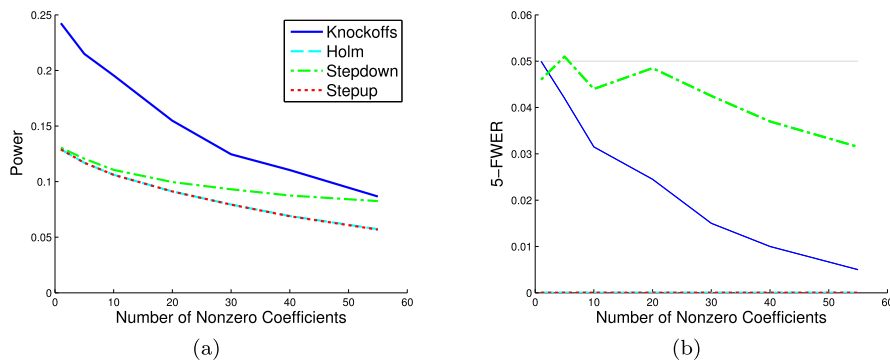 0.25
0.2
0.15
0.1
0.05
0
Power
0 10 20 30 40 50 60
Number of Nonzero Coefficients
Knockoffs
Holm
Stepdown
Stepup
(a)
0.06
0.05
0.04
0.03
0.02
0.01
0
5−FWER
0 10 20 30 40 50 60
Number of Nonzero Coefficients
(b)